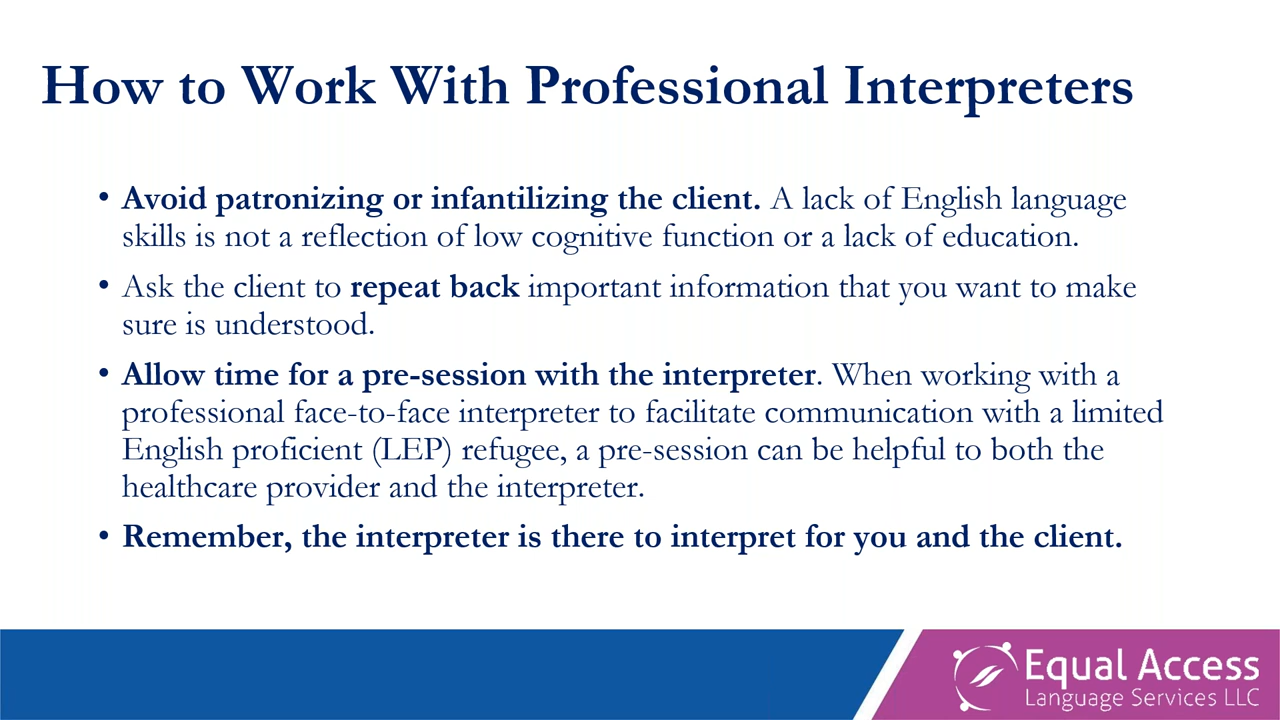 How to Work With Professional Interpreters
• Avoid patronizing or infantilizing the client. A lack of English language
skills is not a reflection of low cognitive function or a lack of education.
• Ask the client to repeat back important information that you want to make
sure is understood.
• Allow time for a pre-session with the interpreter. When working with a
professional face-to-face interpreter to facilitate communication with a limited
English proficient (LEP) refugee, a pre-session can be helpful to both the
healthcare provider and the interpreter.
• Remember, the interpreter is there to interpret for you and the client.
Equal Access
Language Services LLC